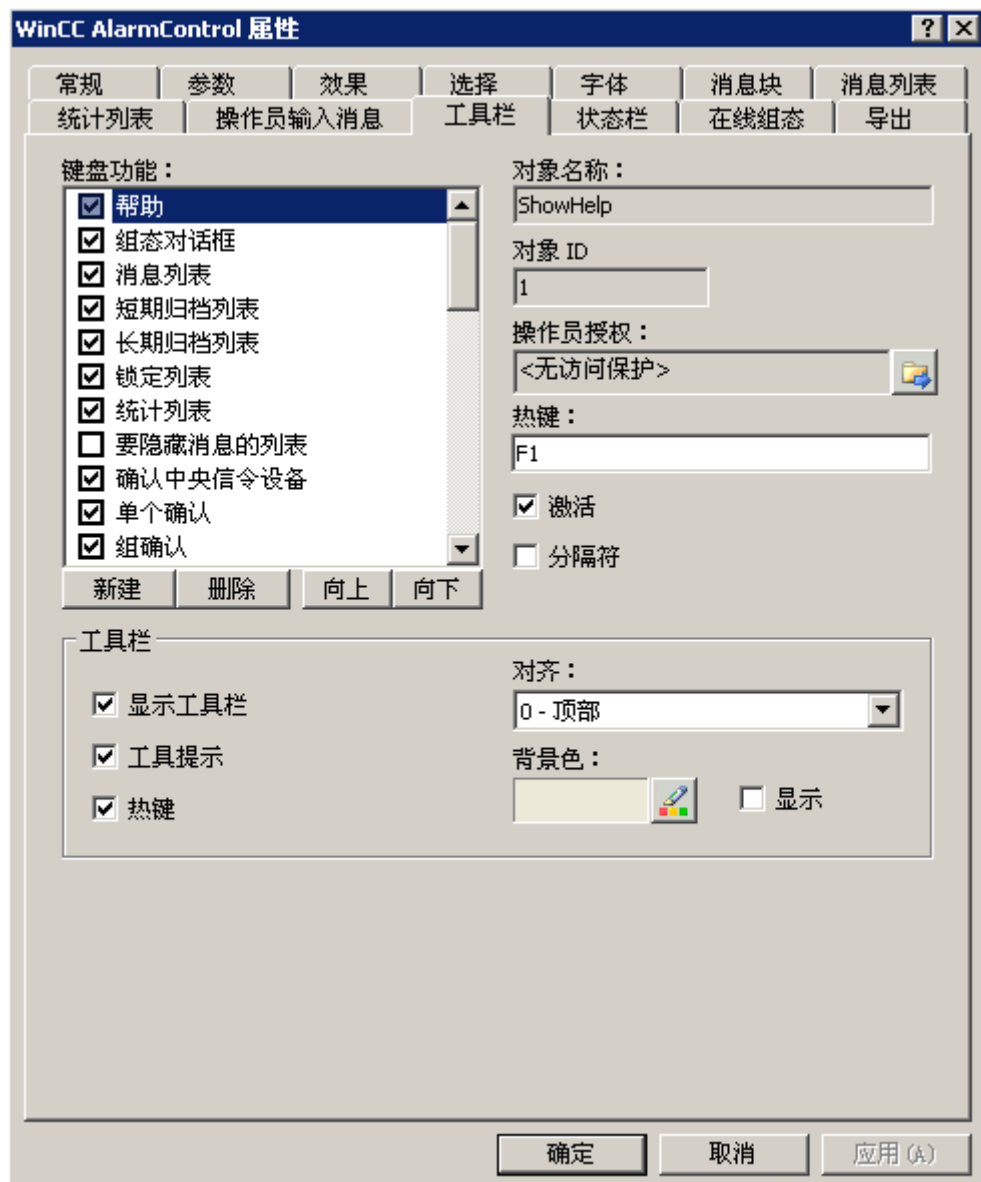 WinCC AlarmControl 属性
常规 参数 效果 选择 字体 消息块 消息列表
统计列表 操作员输入消息 工具栏 状态栏 在线组态 导出
键盘功能：
帮助
组态对话框
消息列表
短期归档列表
长期归档列表
锁定列表
统计列表
要隐藏消息的列表
确认中央信令设备
单个确认
组确认
新建 删除 向上 向下
对象名称：
ShowHelp
对象 ID
1
操作员授权：
<无访问保护>
热键：
F1
激活
分隔符
工具栏
显示工具栏
工具提示
热键
对齐：
0 - 顶部
背景色：
显示
确定 取消 应用(A)